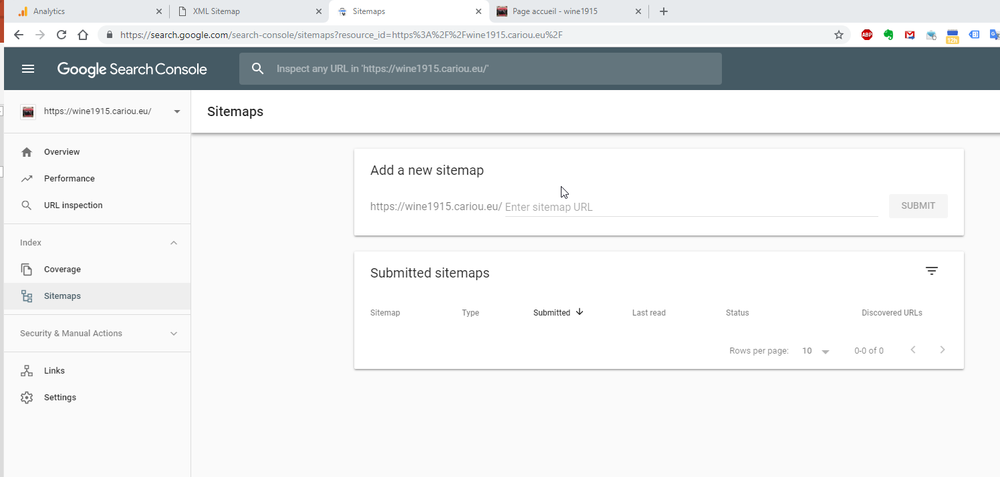 Analytics
XML Sitemap
Sitemaps
Page accueil - wine1915
https://search.google.com/search-console/sitemaps?resource_id=https%3A%2F%2Fwine1915.cariou.eu%2F
ABP
12h
Google Search Console
Inspect any URL in 'https://wine1915.cariou.eu/'
https://wine1915.cariou.eu/
Sitemaps
Overview
Performance
URL inspection
Index
Coverage
Sitemaps
Security & Manual Actions
Links
Settings
Add a new sitemap
https://wine1915.cariou.eu/ Enter sitemap URL
SUBMIT
Submitted sitemaps
Sitemap Type Submitted Last read Status Discovered URLs
Rows per page: 10 0-0 of 0